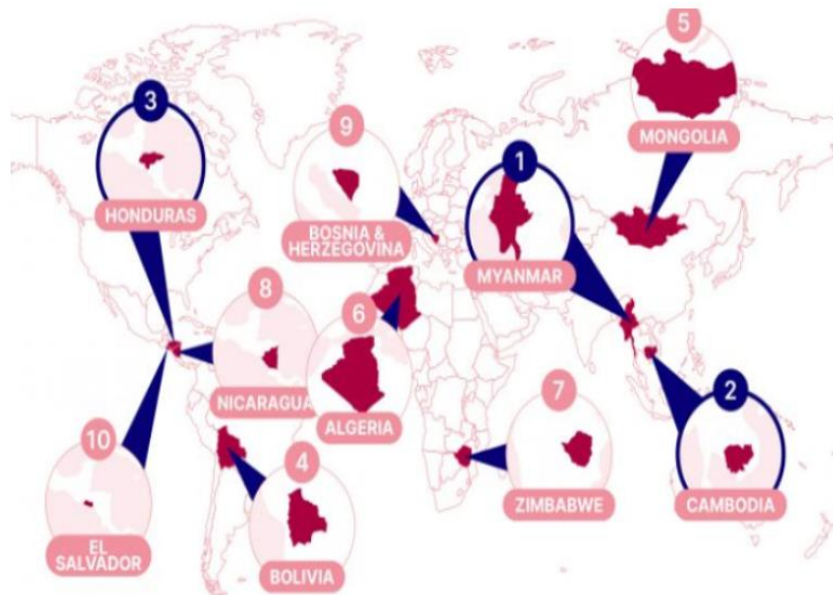 5
MONGOLIA
3
HONDURAS
9
BOSNIA &
HERZEGOVINA
1
MYANMAR
8
NICARAGUA
6
ALGERIA
7
ZIMBABWE
2
CAMBODIA
10
EL
SALVADOR
4
BOLIVIA